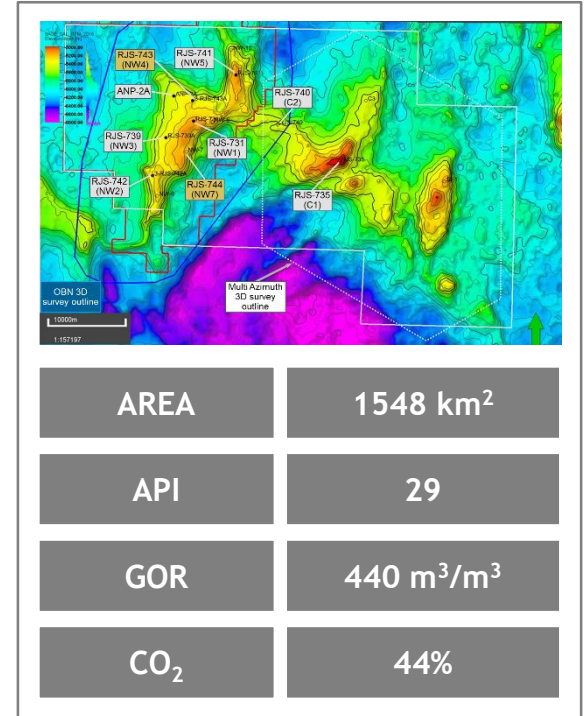 RJS-743
(NW4)
RJS-741
(NW5)
ANP-2A
RJS-740
(C2)
RJS-739
(NW3)
RJS-731
(NW1)
RJS-742
(NW2)
RJS-744
(NW7)
RJS-735
(C1)
OBN 3D
survey outline
Multi Azimuth
3D survey
outline
10000m
1:157197
AREA
1548 km²
API
29
GOR
440 m³/m³
CO₂
44%